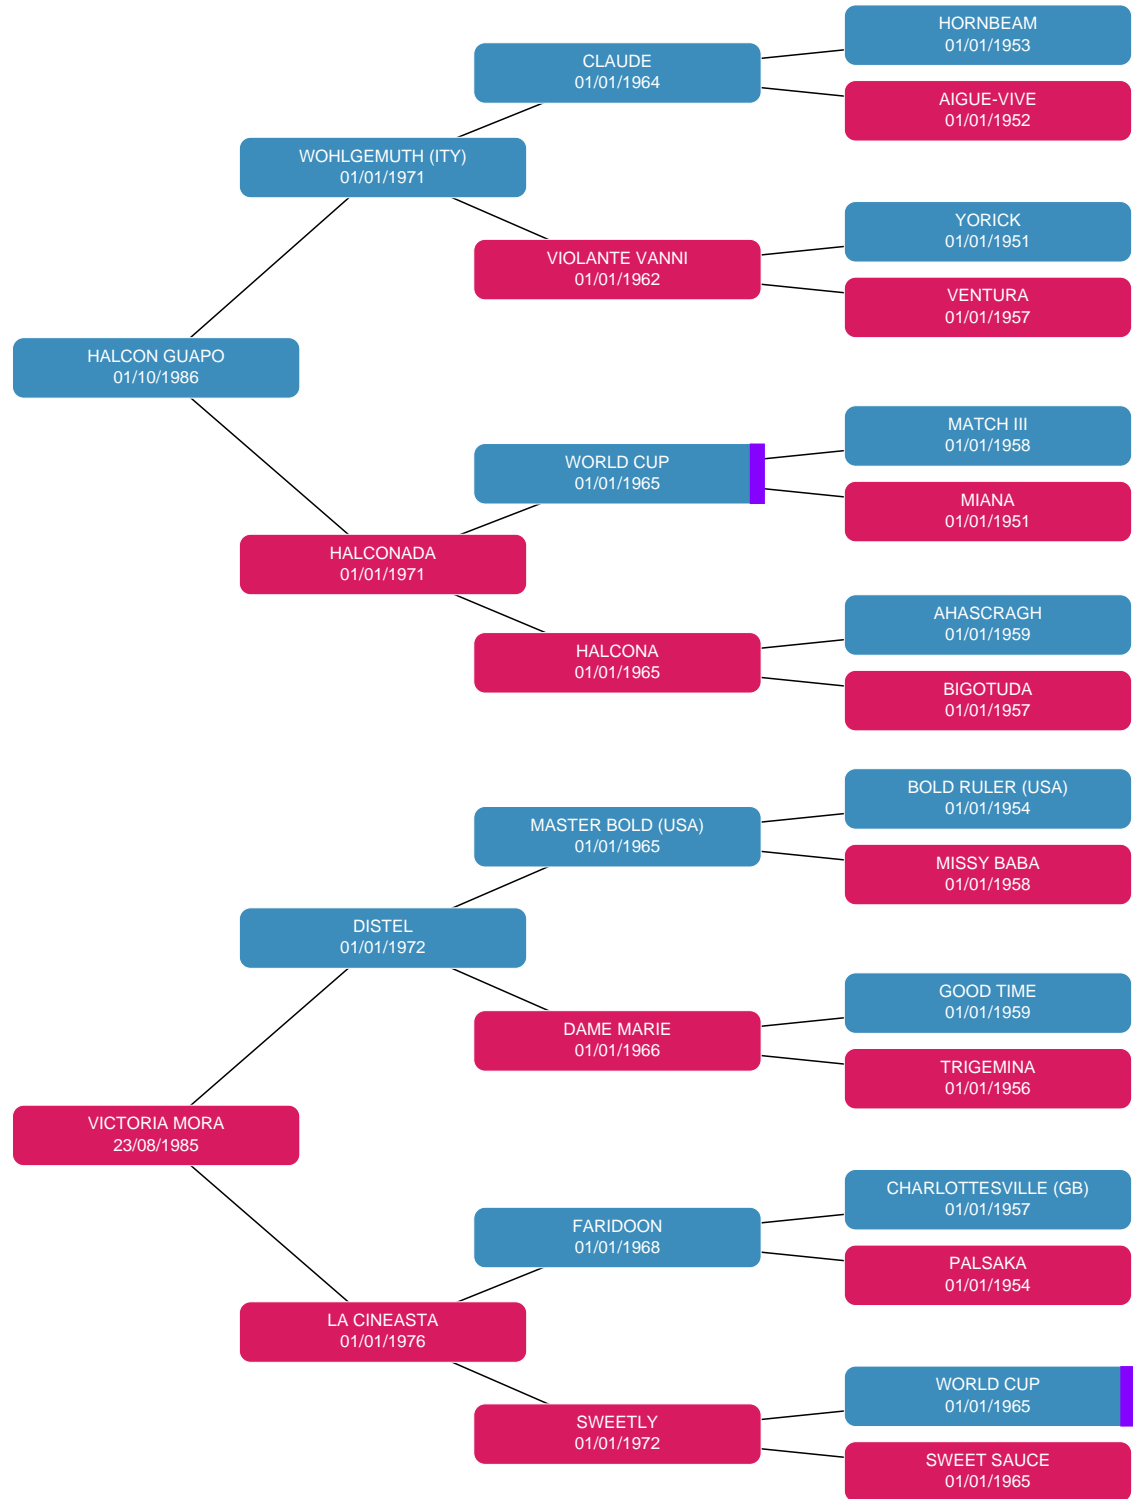 HORNBEAM
01/01/1953
CLAUDE
01/01/1964
AIGUE-VIVE
01/01/1952
WOHLGEMUTH (ITY)
01/01/1971
YORICK
01/01/1951
VIOLANTE VANNI
01/01/1962
VENTURA
01/01/1957
HALCON GUAPO
01/10/1986
MATCH III
01/01/1958
WORLD CUP
01/01/1965
MIANA
01/01/1951
HALCONADA
01/01/1971
AHASCRAGH
01/01/1959
HALCONA
01/01/1965
BIGOTUDA
01/01/1957
BOLD RULER (USA)
01/01/1954
MASTER BOLD (USA)
01/01/1965
MISSY BABA
01/01/1958
DISTEL
01/01/1972
GOOD TIME
01/01/1959
DAME MARIE
01/01/1966
TRIGEMINA
01/01/1956
VICTORIA MORA
23/08/1985
CHARLOTTESVILLE (GB)
01/01/1957
FARIDOON
01/01/1968
PALSAKA
01/01/1954
LA CINEASTA
01/01/1976
WORLD CUP
01/01/1965
SWEETLY
01/01/1972
SWEET SAUCE
01/01/1965